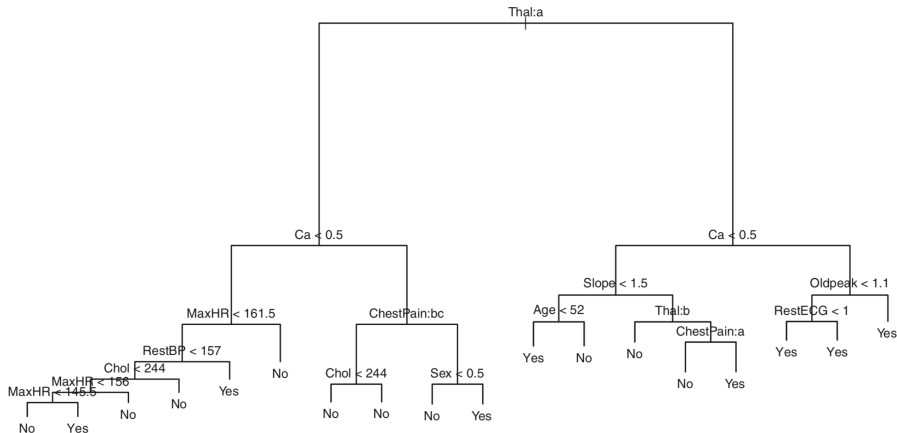 Thal:a
Ca < 0.5
Ca < 0.5
Slope < 1.5
Oldpeak < 1.1
MaxHR < 161.5
ChestPain:bc
Age < 52
Thal:b
RestECG < 1
ChestPain:a
Yes
RestBP < 157
Yes
No
No
Yes
Yes
Chol < 244
No
Chol < 244
Sex < 0.5
MaxHR < 156
No
Yes
MaxHR < 145.5
Yes
No
No
No
No
No
Yes
No
Yes